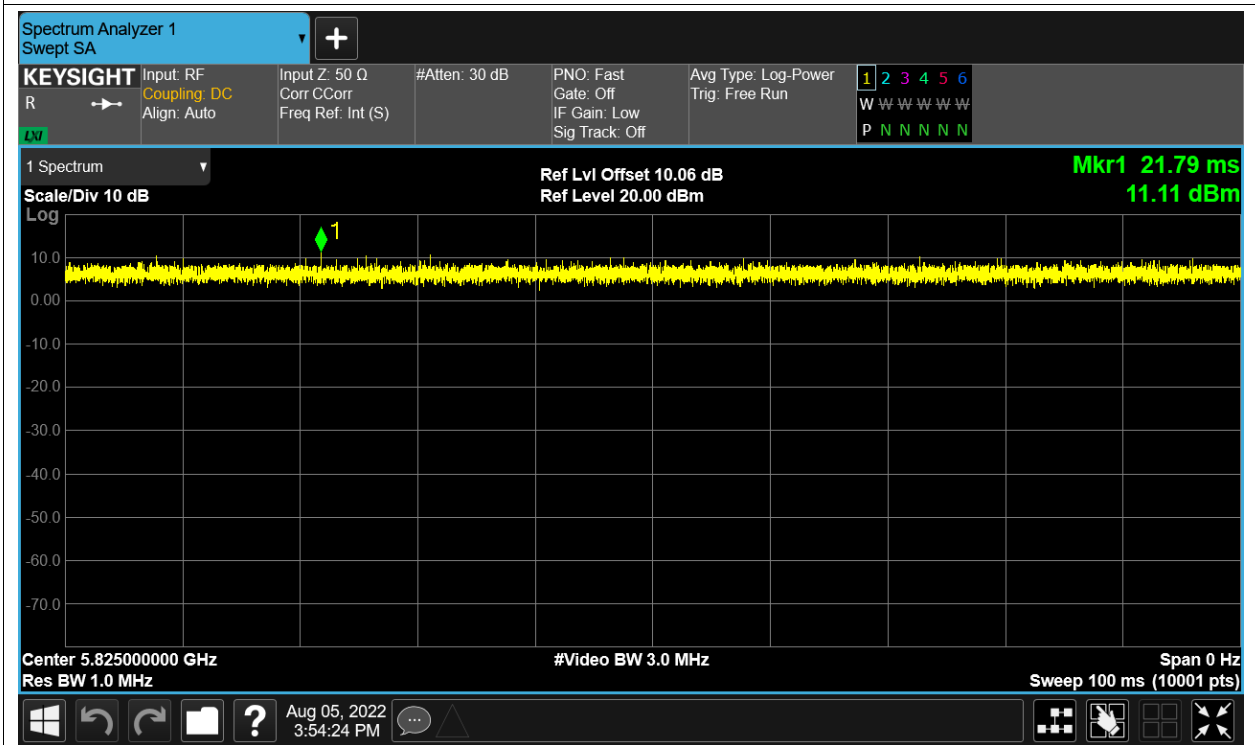 Spectrum Analyzer 1
Swept SA
KEYSIGHT
R
LXI
Input: RF
Coupling: DC
Align: Auto
Input Z: 50 Ω
Corr CCorr
Freq Ref: Int (S)
#Atten: 30 dB
PNO: Fast
Gate: Off
IF Gain: Low
Sig Track: Off
Avg Type: Log-Power
Trig: Free Run
1 2 3 4 5 6
W W W W W W
P N N N N N
1 Spectrum
Scale/Div 10 dB
Ref Lvl Offset 10.06 dB
Ref Level 20.00 dBm
Mkr1 21.79 ms
11.11 dBm
Log
1
10.0
0.00
-10.0
-20.0
-30.0
-40.0
-50.0
-60.0
-70.0
Center 5.825000000 GHz
#Video BW 3.0 MHz
Span 0 Hz
Res BW 1.0 MHz
Sweep 100 ms (10001 pts)
?
Aug 05, 2022
3:54:24 PM